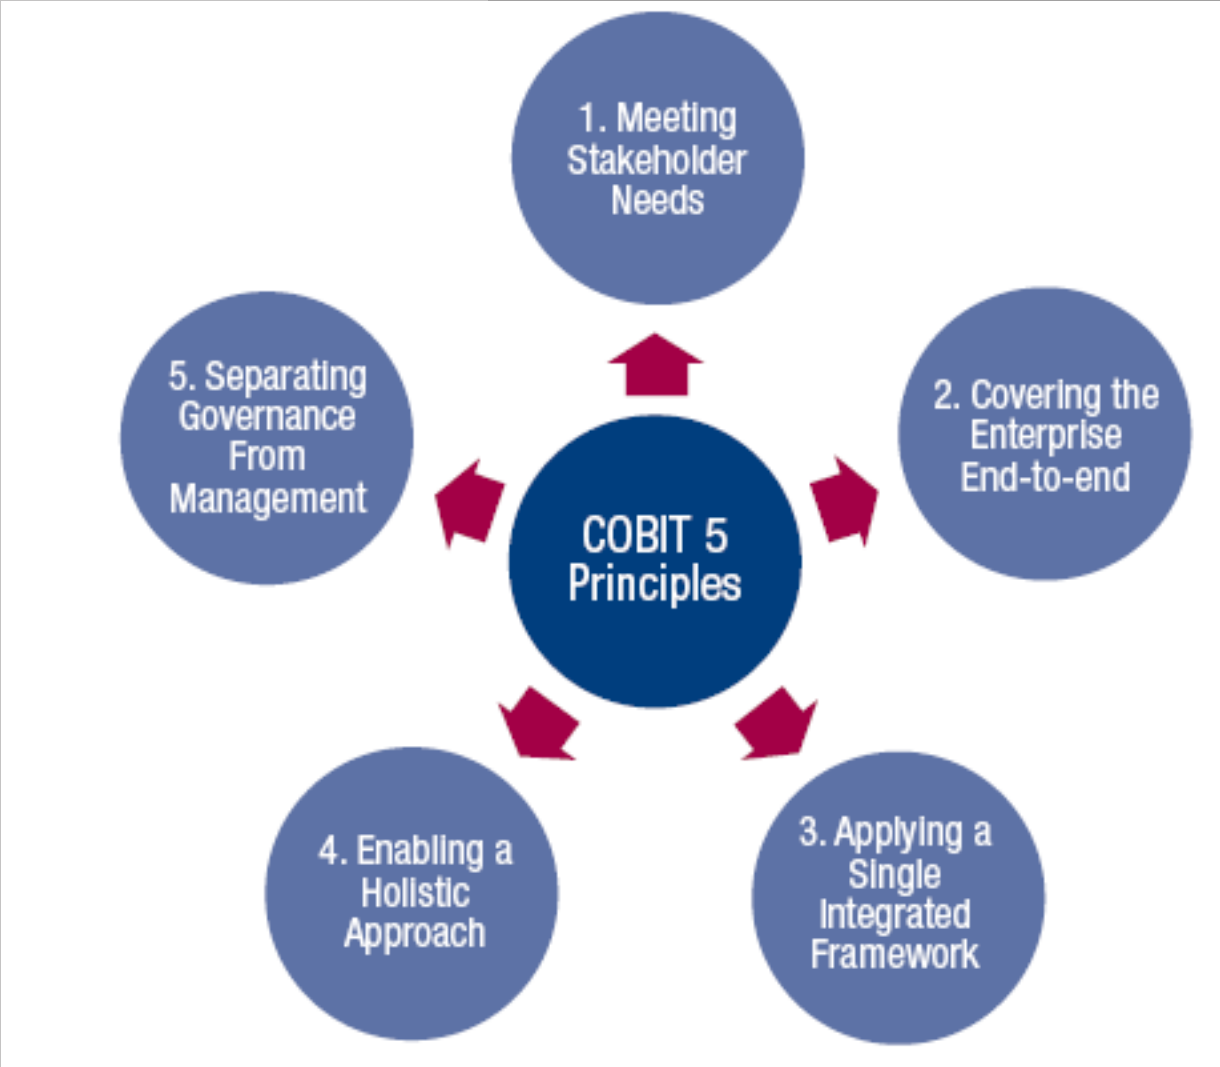 1. Meeting
Stakeholder
Needs
2. Covering the
Enterprise
End-to-end
3. Applying a
Single
Integrated
Framework
4. Enabling a
Holistic
Approach
5. Separating
Governance
From
Management
COBIT 5
Principles